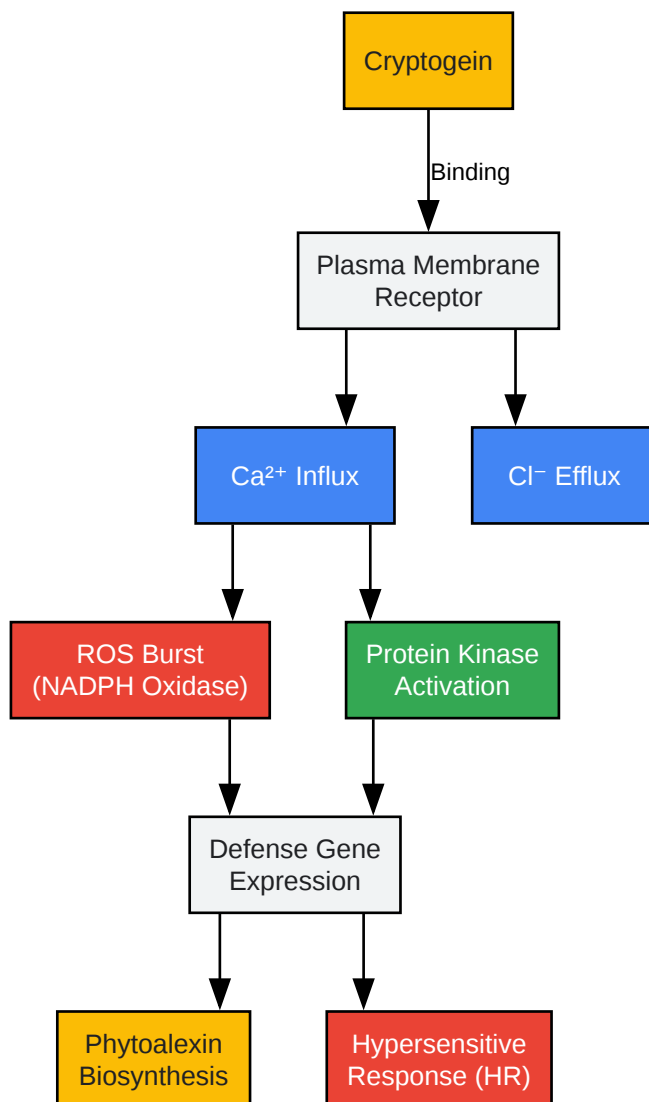 Cryptogein
Binding
Plasma Membrane
Receptor
Ca²⁺ Influx
Cl⁻ Efflux
ROS Burst
(NADPH Oxidase)
Protein Kinase
Activation
Defense Gene
Expression
Phytoalexin
Biosynthesis
Hypersensitive
Response (HR)